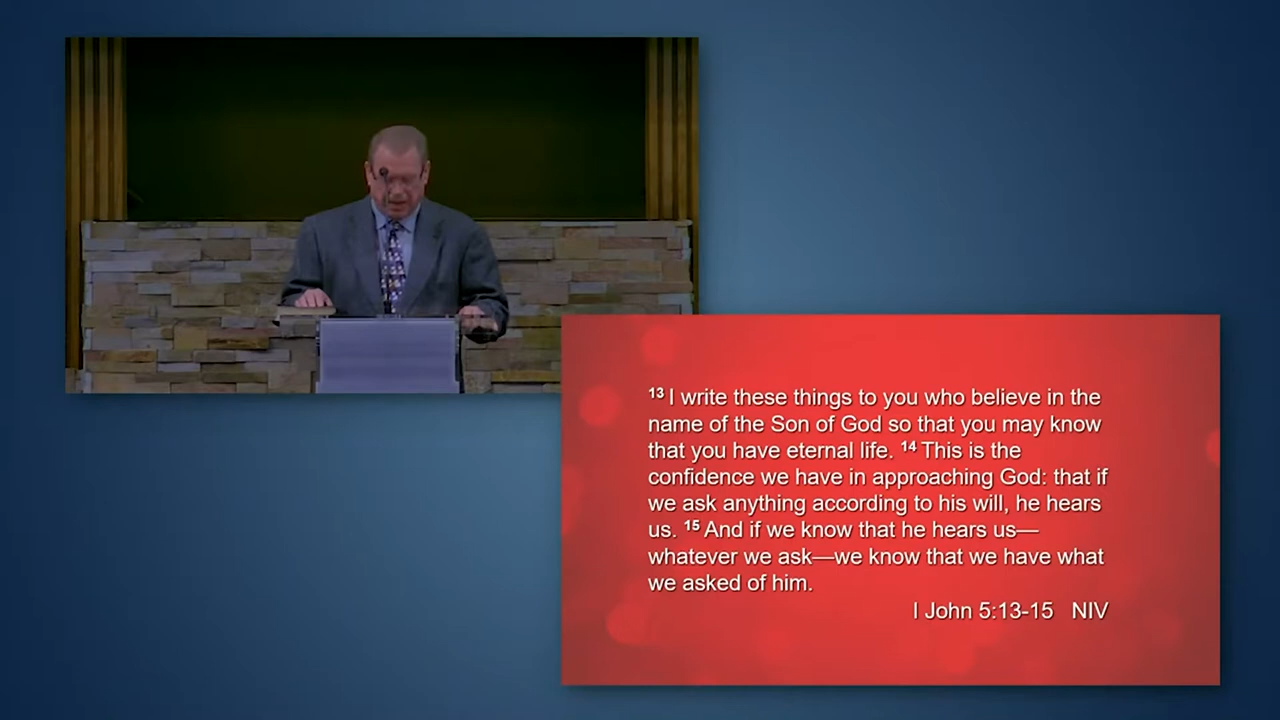 ¹³ I write these things to you who believe in the
name of the Son of God so that you may know
that you have eternal life. ¹⁴ This is the
confidence we have in approaching God: that if
we ask anything according to his will, he hears
us. ¹⁵ And if we know that he hears us—
whatever we ask—we know that we have what
we asked of him.
I John 5:13-15 NIV